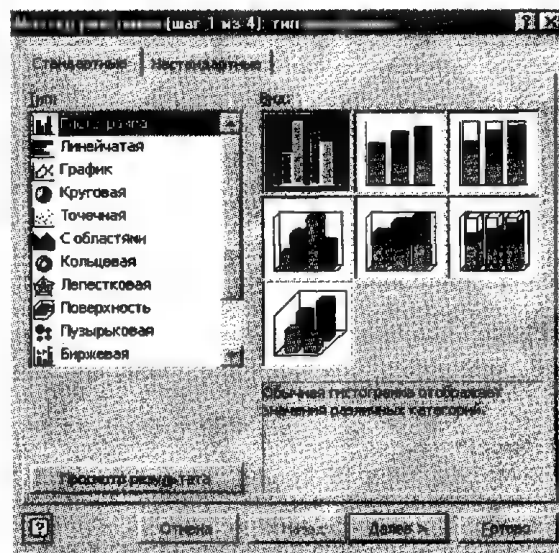 (шаг 1 из 4): тип
Стандартные Нестандартные
Тип:
Вид:
Гистограмма
Линейчатая
График
Круговая
Точечная
С областями
Кольцевая
Лепестковая
Поверхность
Пузырьковая
Биржевая
Обычная гистограмма отображает
значения различных категорий.
Просмотр результата
Отмена Далее > Готово